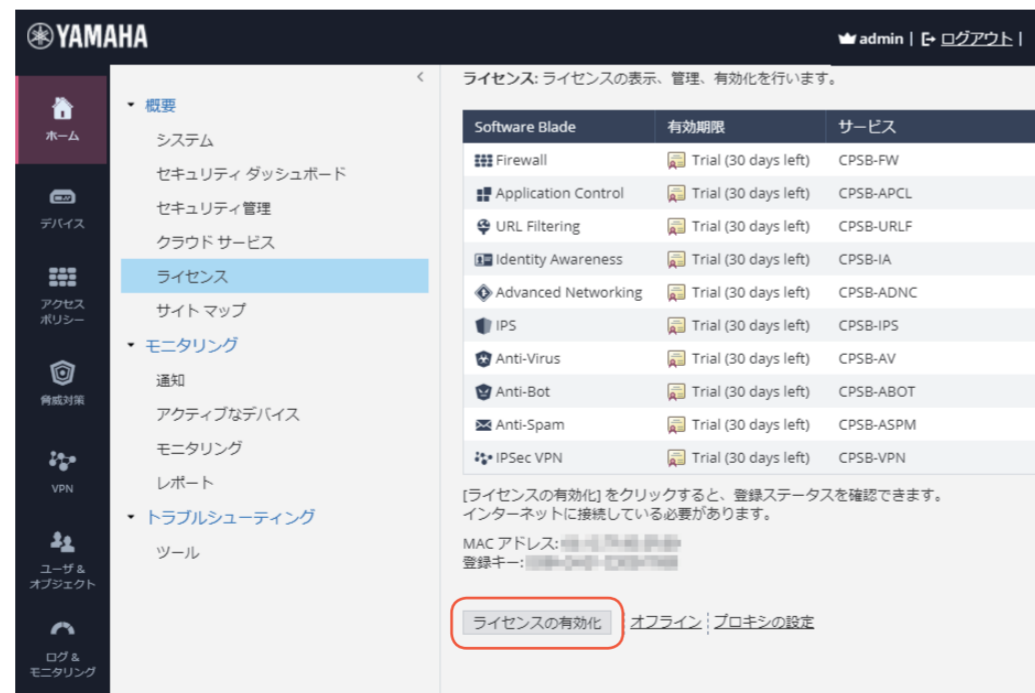 YAMAHA
admin | ログアウト |
ホーム
デバイス
アクセス
ポリシー
脅威対策
VPN
ユーザ &
オブジェクト
ログ &
モニタリング
概要
システム
セキュリティ ダッシュボード
セキュリティ管理
クラウド サービス
ライセンス
サイト マップ
モニタリング
通知
アクティブなデバイス
モニタリング
レポート
トラブルシューティング
ツール
ライセンス: ライセンスの表示、管理、有効化を行います。
Software Blade 有効期限 サービス
Firewall Trial (30 days left) CPSB-FW
Application Control Trial (30 days left) CPSB-APCL
URL Filtering Trial (30 days left) CPSB-URLF
Identity Awareness Trial (30 days left) CPSB-IA
Advanced Networking Trial (30 days left) CPSB-ADNC
IPS Trial (30 days left) CPSB-IPS
Anti-Virus Trial (30 days left) CPSB-AV
Anti-Bot Trial (30 days left) CPSB-ABOT
Anti-Spam Trial (30 days left) CPSB-ASPM
IPSec VPN Trial (30 days left) CPSB-VPN
[ライセンスの有効化] をクリックすると、登録ステータスを確認できます。
インターネットに接続している必要があります。
MAC アドレス:
登録キー:
ライセンスの有効化 オフライン プロキシの設定